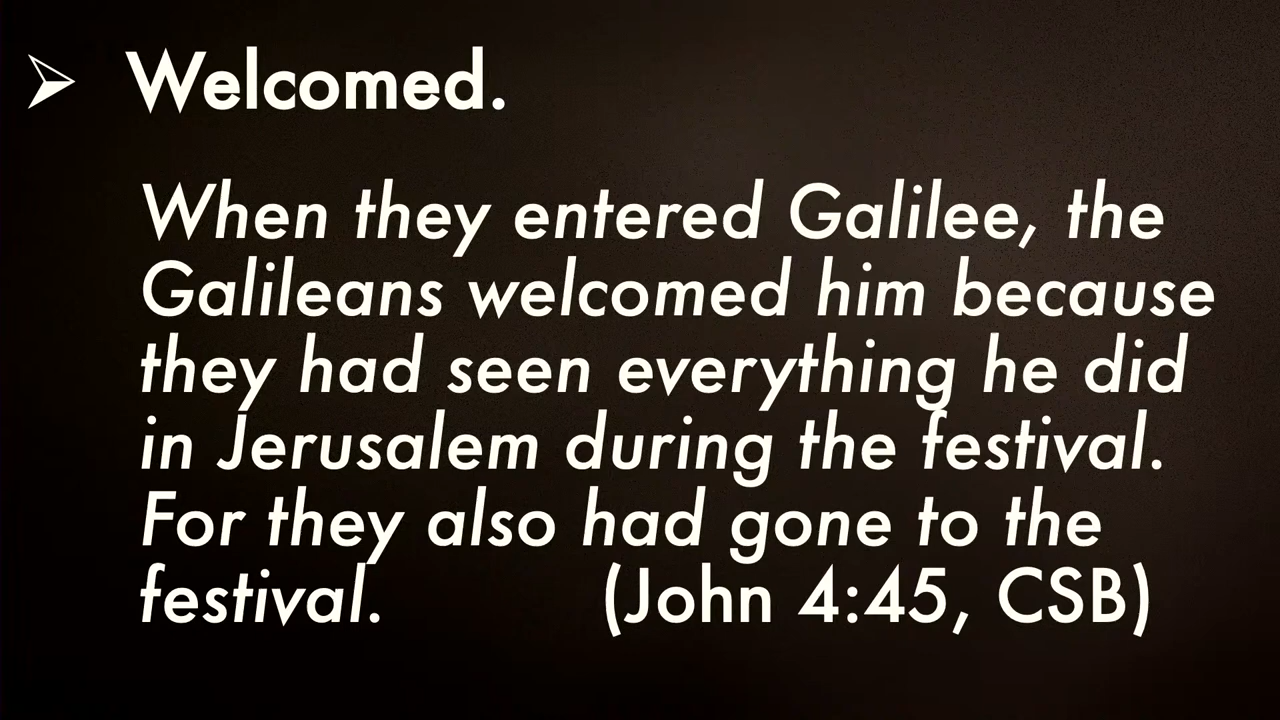 ➢ Welcomed.
When they entered Galilee, the
Galileans welcomed him because
they had seen everything he did
in Jerusalem during the festival.
For they also had gone to the
festival. (John 4:45, CSB)